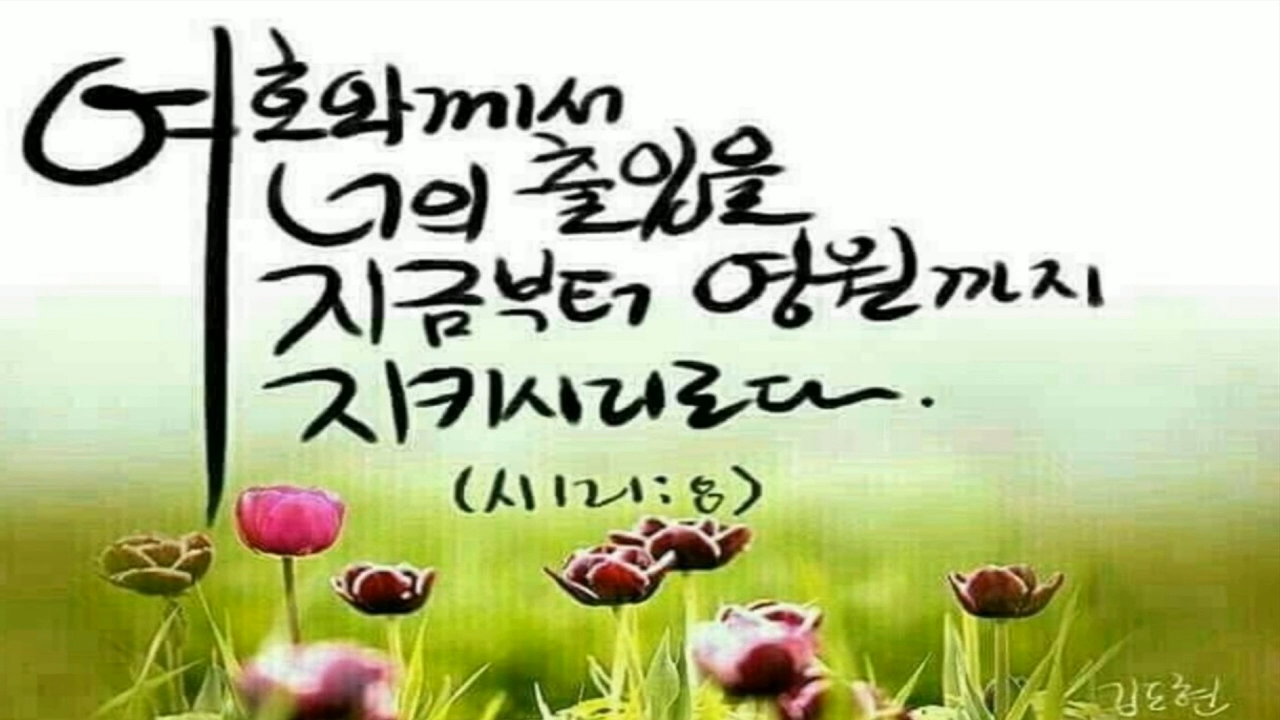 여호와께서
너의 출입을
지금부터 영원까지
지키시리로다.
(시121:8)
김도현